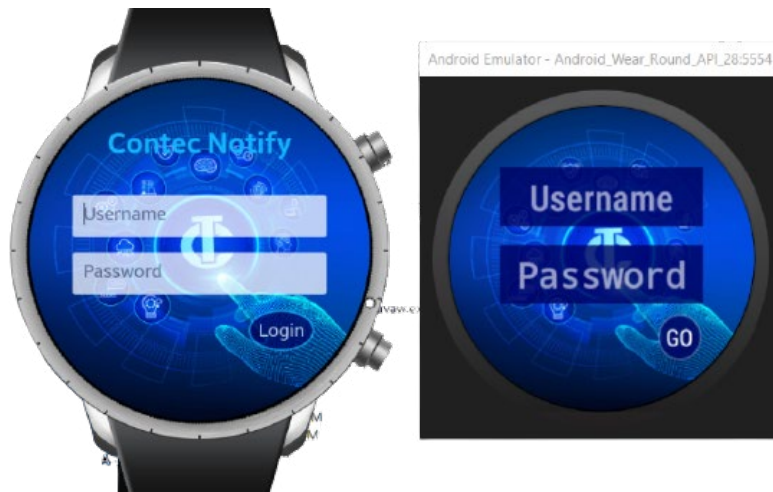 Contec Notify
Username
Password
Login
M
M
Android Emulator - Android_Wear_Round_API_28:5554
Username
Password
GO